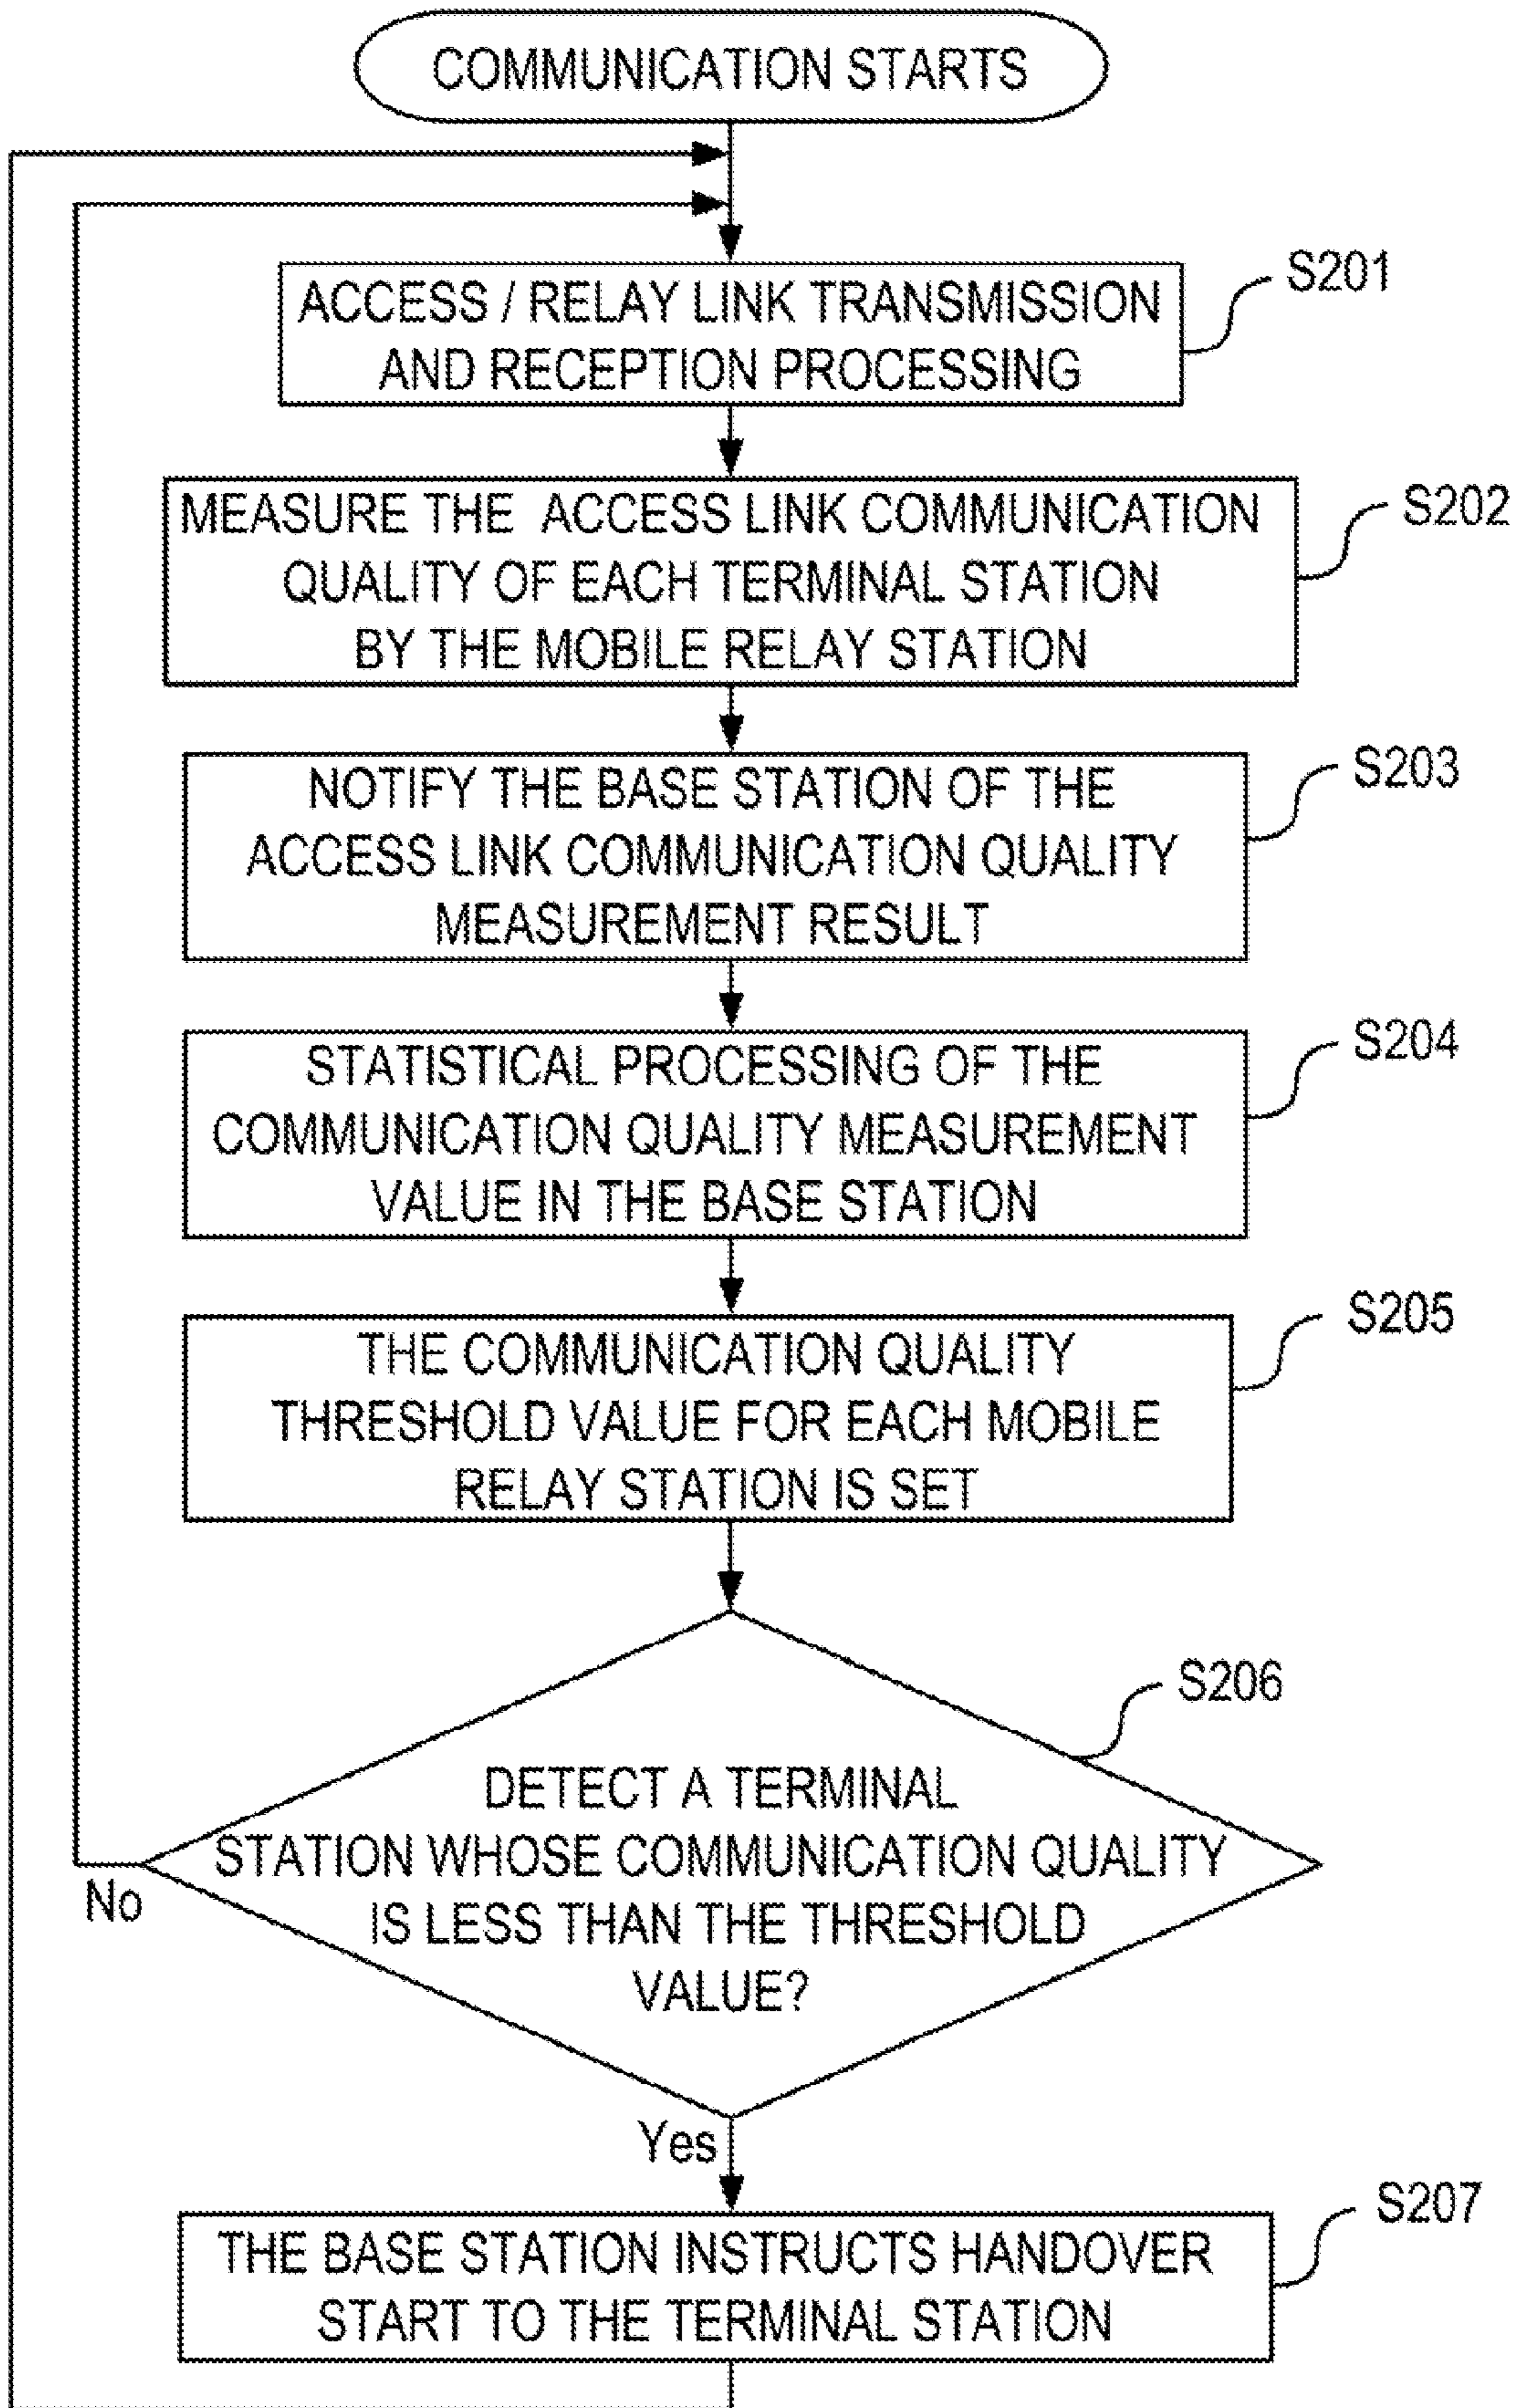 COMMUNICATION STARTS
ACCESS / RELAY LINK TRANSMISSION
AND RECEPTION PROCESSING
S201
MEASURE THE ACCESS LINK COMMUNICATION
QUALITY OF EACH TERMINAL STATION
BY THE MOBILE RELAY STATION
S202
NOTIFY THE BASE STATION OF THE
ACCESS LINK COMMUNICATION QUALITY
MEASUREMENT RESULT
S203
STATISTICAL PROCESSING OF THE
COMMUNICATION QUALITY MEASUREMENT
VALUE IN THE BASE STATION
S204
THE COMMUNICATION QUALITY
THRESHOLD VALUE FOR EACH MOBILE
RELAY STATION IS SET
S205
S206
DETECT A TERMINAL
STATION WHOSE COMMUNICATION QUALITY
IS LESS THAN THE THRESHOLD
VALUE?
No
Yes
S207
THE BASE STATION INSTRUCTS HANDOVER
START TO THE TERMINAL STATION